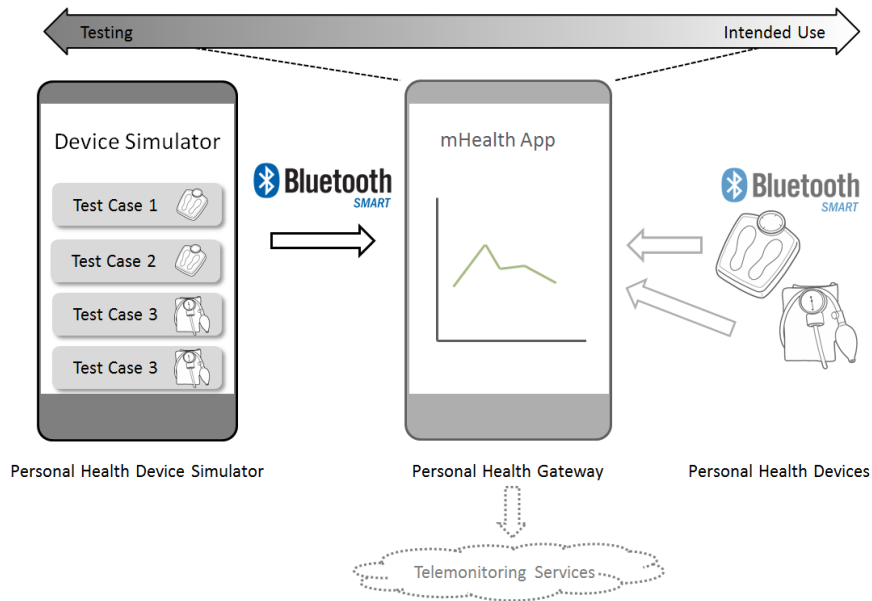 Testing
Intended Use
Device Simulator
Test Case 1
Test Case 2
Test Case 3
Test Case 3
Bluetooth
SMART
mHealth App
Bluetooth
SMART
Personal Health Device Simulator
Personal Health Gateway
Personal Health Devices
Telemonitoring Services